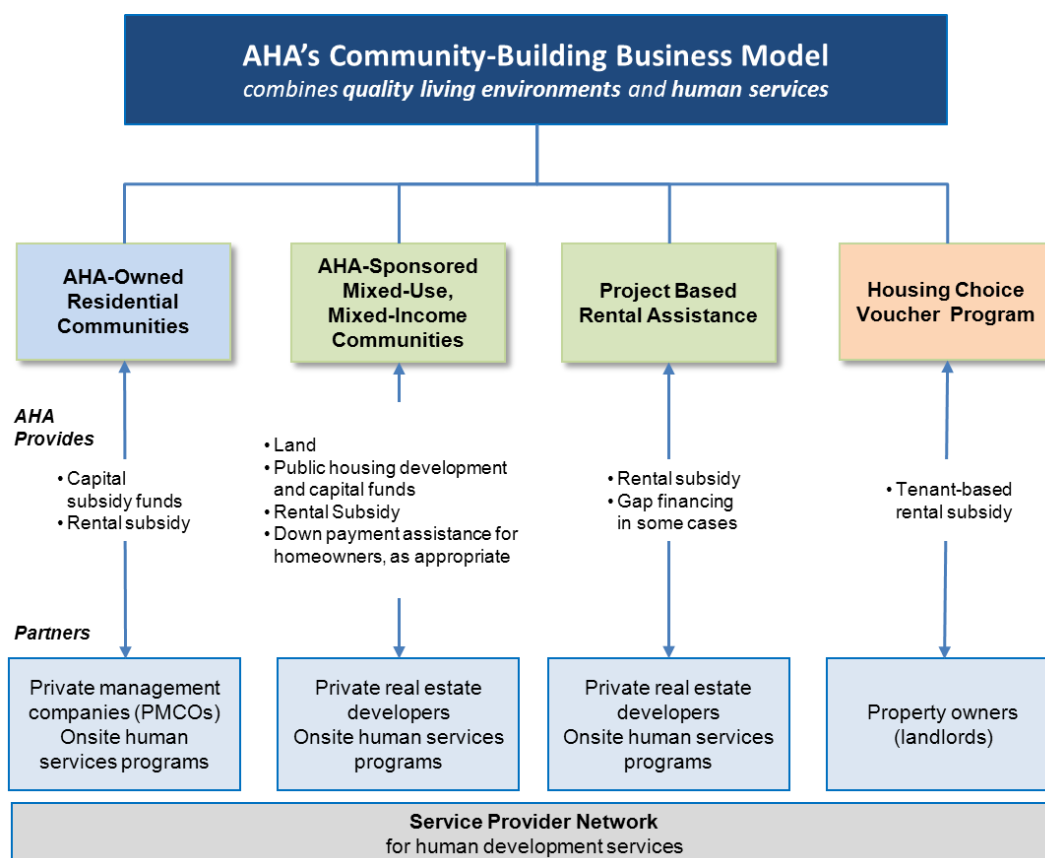 AHA's Community-Building Business Model
combines quality living environments and human services
AHA-Owned
Residential
Communities
AHA-Sponsored
Mixed-Use,
Mixed-Income
Communities
Project Based
Rental Assistance
Housing Choice
Voucher Program
AHA
Provides
• Capital
subsidy funds
• Rental subsidy
• Land
• Public housing development
and capital funds
• Rental Subsidy
• Down payment assistance for
homeowners, as appropriate
• Rental subsidy
• Gap financing
in some cases
• Tenant-based
rental subsidy
Partners
Private management
companies (PMCOs)
Onsite human
services programs
Private real estate
developers
Onsite human services
programs
Private real estate
developers
Onsite human services
programs
Property owners
(landlords)
Service Provider Network
for human development services